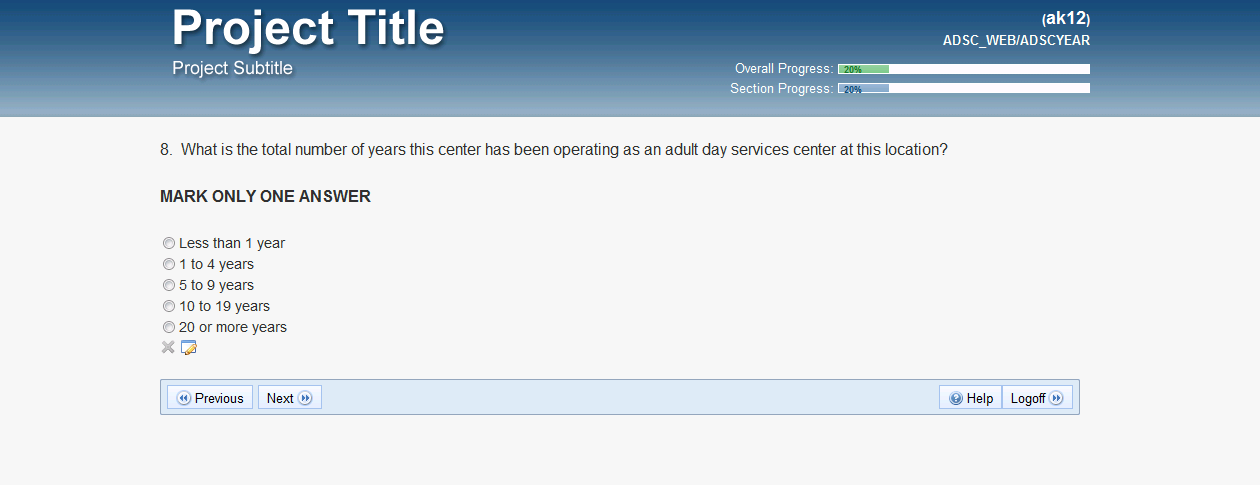 Project Title
Project Subtitle
(ak12)
ADSC_WEB/ADSCYEAR
Overall Progress: 20%
Section Progress: 20%
8. What is the total number of years this center has been operating as an adult day services center at this location?
MARK ONLY ONE ANSWER
Less than 1 year
1 to 4 years
5 to 9 years
10 to 19 years
20 or more years
Previous Next Help Logoff